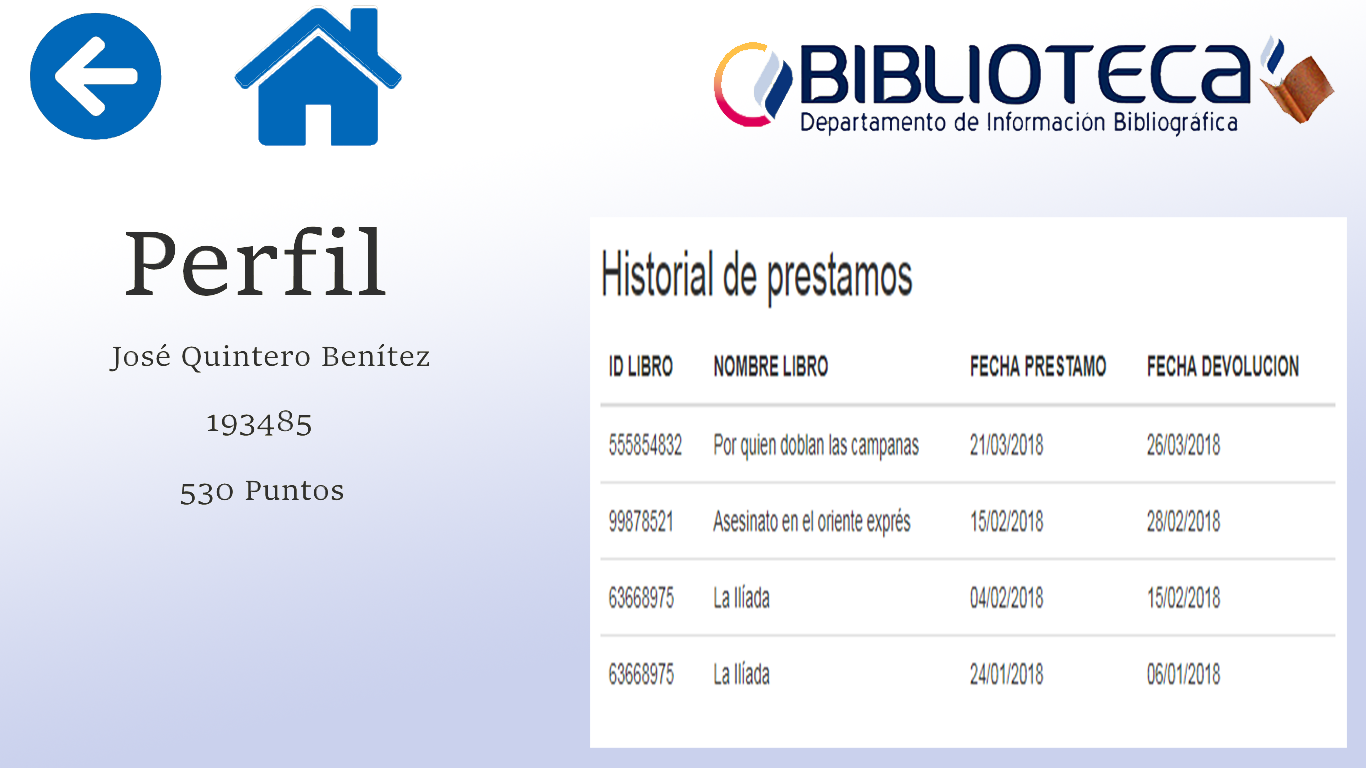 BIBLIOTECA
Departamento de Información Bibliográfica
Perfil
José Quintero Benítez
193485
530 Puntos
Historial de prestamos
ID LIBRO NOMBRE LIBRO FECHA PRESTAMO FECHA DEVOLUCION
555854832 Por quien doblan las campanas 21/03/2018 26/03/2018
99878521 Asesinato en el oriente exprés 15/02/2018 28/02/2018
63668975 La Ilíada 04/02/2018 15/02/2018
63668975 La Ilíada 24/01/2018 06/01/2018